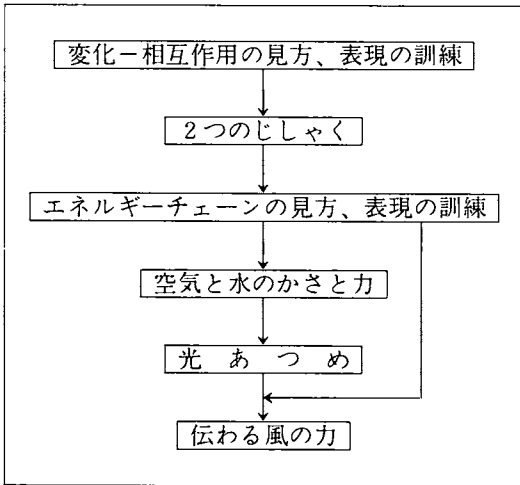 変化－相互作用の見方、表現の訓練
２つのじしゃく
エネルギーチェーンの見方、表現の訓練
空気と水のかさと力
光あつめ
伝わる風の力